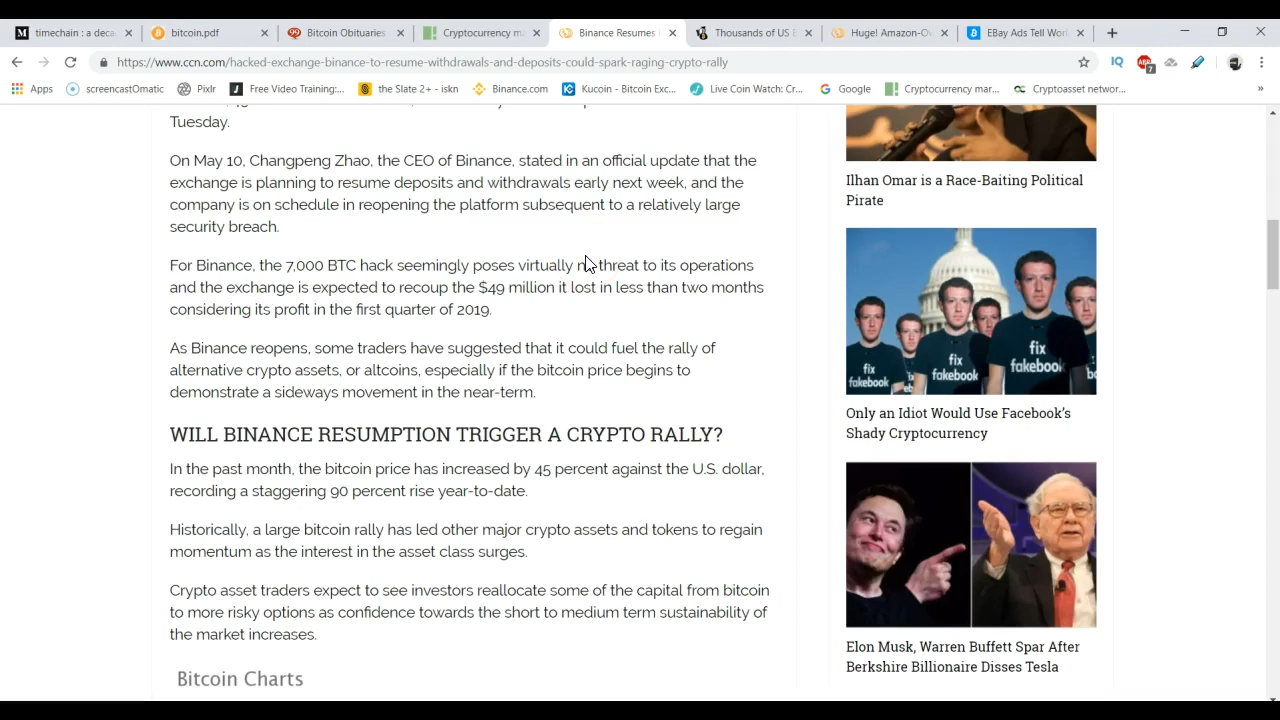 timechain : a deca
bitcoin.pdf
Bitcoin Obituaries
Cryptocurrency ma
Binance Resumes
Thousands of US E
Huge! Amazon-O
EBay Ads Tell Wor
https://www.ccn.com/hacked-exchange-binance-to-resume-withdrawals-and-deposits-could-spark-raging-crypto-rally
IQ
ABP
7
Apps
screencastOmatic
Pixlr
Free Video Training:...
the Slate 2+ - iskn
Binance.com
Kucoin - Bitcoin Exc...
Live Coin Watch: Cr...
Google
Cryptocurrency mar...
Cryptoasset networ...
»
Tuesday.
On May 10, Changpeng Zhao, the CEO of Binance, stated in an official update that the
exchange is planning to resume deposits and withdrawals early next week, and the
company is on schedule in reopening the platform subsequent to a relatively large
security breach.
For Binance, the 7,000 BTC hack seemingly poses virtually no threat to its operations
and the exchange is expected to recoup the $49 million it lost in less than two months
considering its profit in the first quarter of 2019.
As Binance reopens, some traders have suggested that it could fuel the rally of
alternative crypto assets, or altcoins, especially if the bitcoin price begins to
demonstrate a sideways movement in the near-term.
WILL BINANCE RESUMPTION TRIGGER A CRYPTO RALLY?
In the past month, the bitcoin price has increased by 45 percent against the U.S. dollar,
recording a staggering 90 percent rise year-to-date.
Historically, a large bitcoin rally has led other major crypto assets and tokens to regain
momentum as the interest in the asset class surges.
Crypto asset traders expect to see investors reallocate some of the capital from bitcoin
to more risky options as confidence towards the short to medium term sustainability of
the market increases.
Bitcoin Charts
Ilhan Omar is a Race-Baiting Political
Pirate
fix
fakebook
fix
fakebook
fix
fakebook
Only an Idiot Would Use Facebook's
Shady Cryptocurrency
Elon Musk, Warren Buffett Spar After
Berkshire Billionaire Disses Tesla